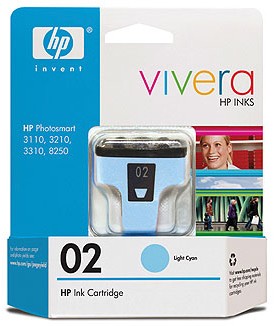 hp
invent
vivera
HP INKS
HP Photosmart
3110, 3210,
3310, 8250
02
02
Light Cyan
HP Ink Cartridge